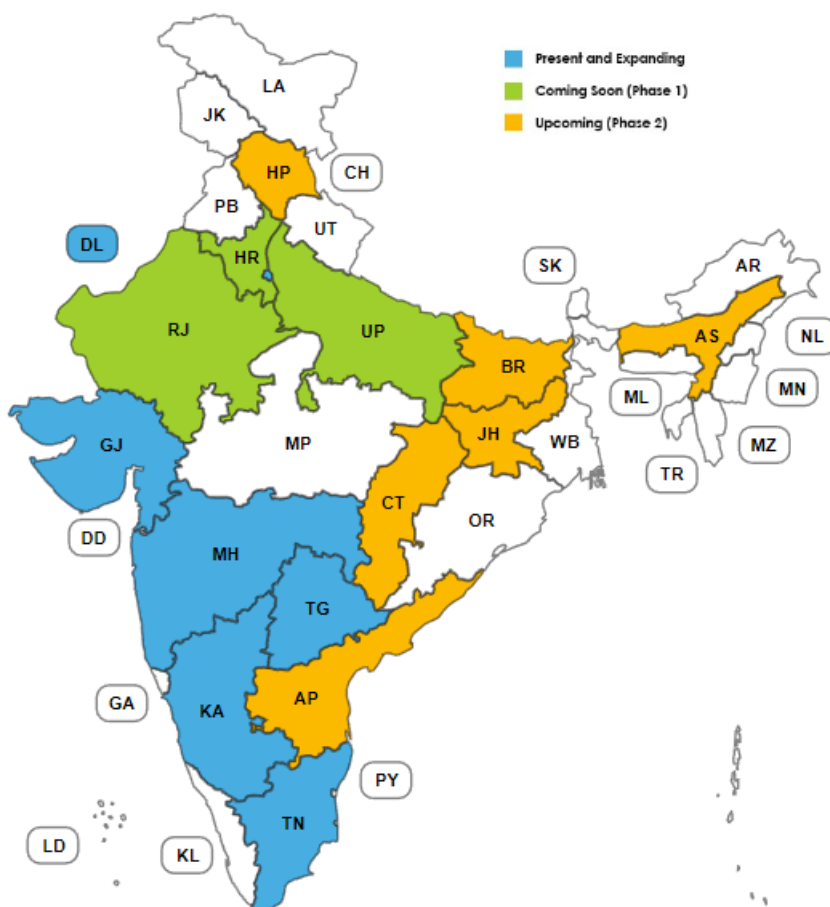 Present and Expanding
Coming Soon (Phase 1)
Upcoming (Phase 2)
LA
JK
HP
CH
PB
UT
DL
HR
SK
AR
RJ
UP
AS
NL
BR
ML
MN
GJ
MP
JH
WB
MZ
TR
CT
OR
DD
MH
TG
GA
KA
AP
PY
TN
LD
KL